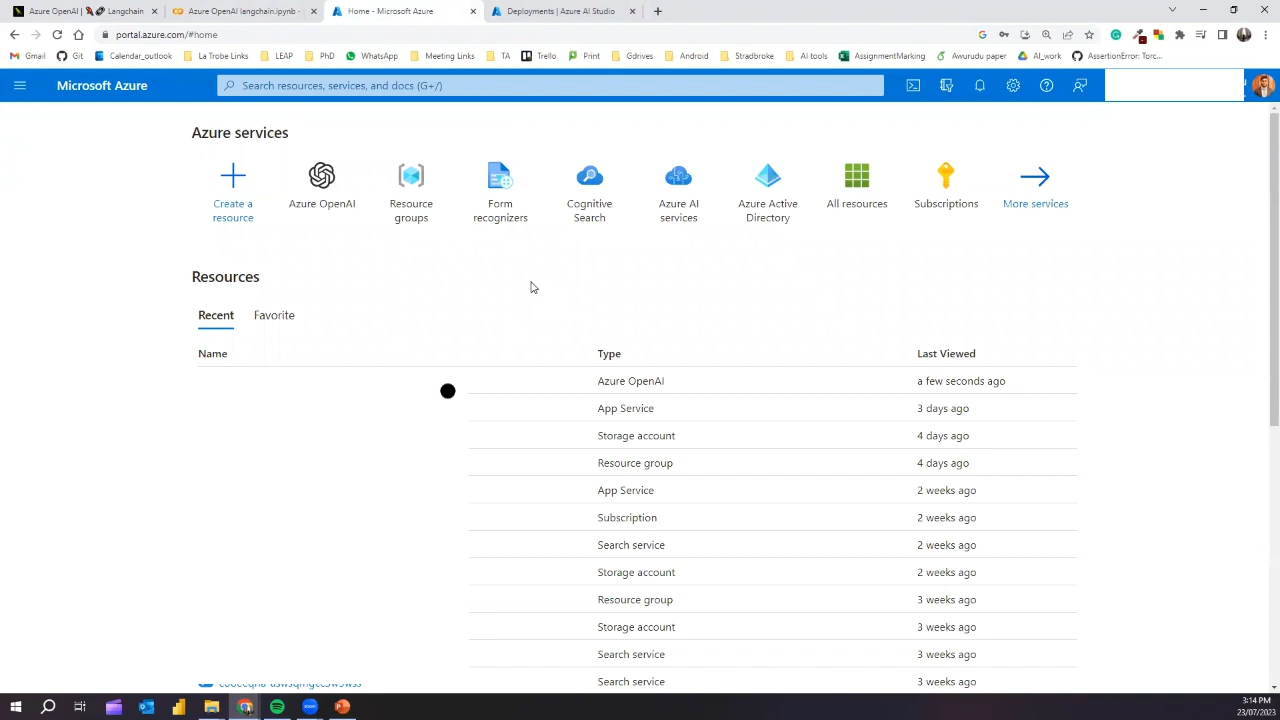 Azure OpenAI | 🦜🔗 Langchain
Azure OpenAI langchain.ipynb -
Home - Microsoft Azure
Deployments | Azure AI Studio
portal.azure.com/#home
Gmail
Git
Calendar_outlook
La Trobe Links
LEAP
PhD
WhatsApp
Meeting Links
TA
Trello
Print
Gdrives
Android
Stradbroke
AI tools
AssignmentMarking
Awurudu paper
AI_work
AssertionError: Torc...
Microsoft Azure
Search resources, services, and docs (G+/)
Azure services
Create a
resource
Azure OpenAI
Resource
groups
Form
recognizers
Cognitive
Search
Azure AI
services
Azure Active
Directory
All resources
Subscriptions
More services
Resources
Recent
Favorite
Name
Type
Last Viewed
Azure OpenAI
a few seconds ago
App Service
3 days ago
Storage account
4 days ago
Resource group
4 days ago
App Service
2 weeks ago
Subscription
2 weeks ago
Search service
2 weeks ago
Storage account
2 weeks ago
Resource group
3 weeks ago
Storage account
3 weeks ago
Search service
3 weeks ago
Search service
3 weeks ago
3:14 PM
23/07/2023